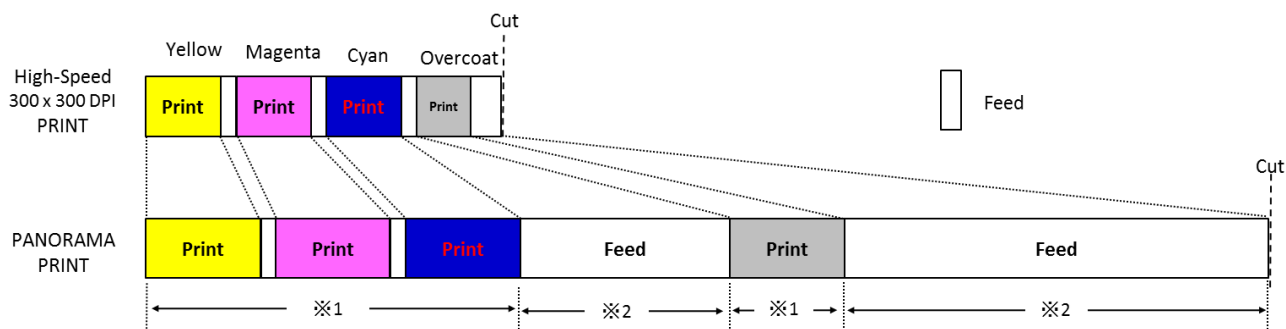 Cut
Yellow Magenta Cyan Overcoat
High-Speed
300 x 300 DPI
PRINT
Print Print Print Print
Feed
Cut
PANORAMA
PRINT
Print Print Print Feed Print Feed
※1 ※2 ※1 ※2